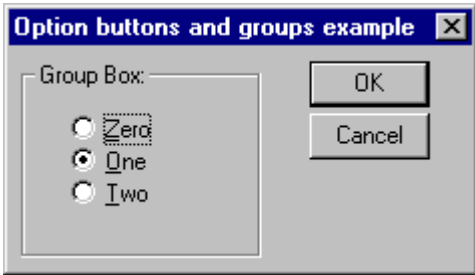 Option buttons and groups example
Group Box:
Zero
One
Two
OK
Cancel